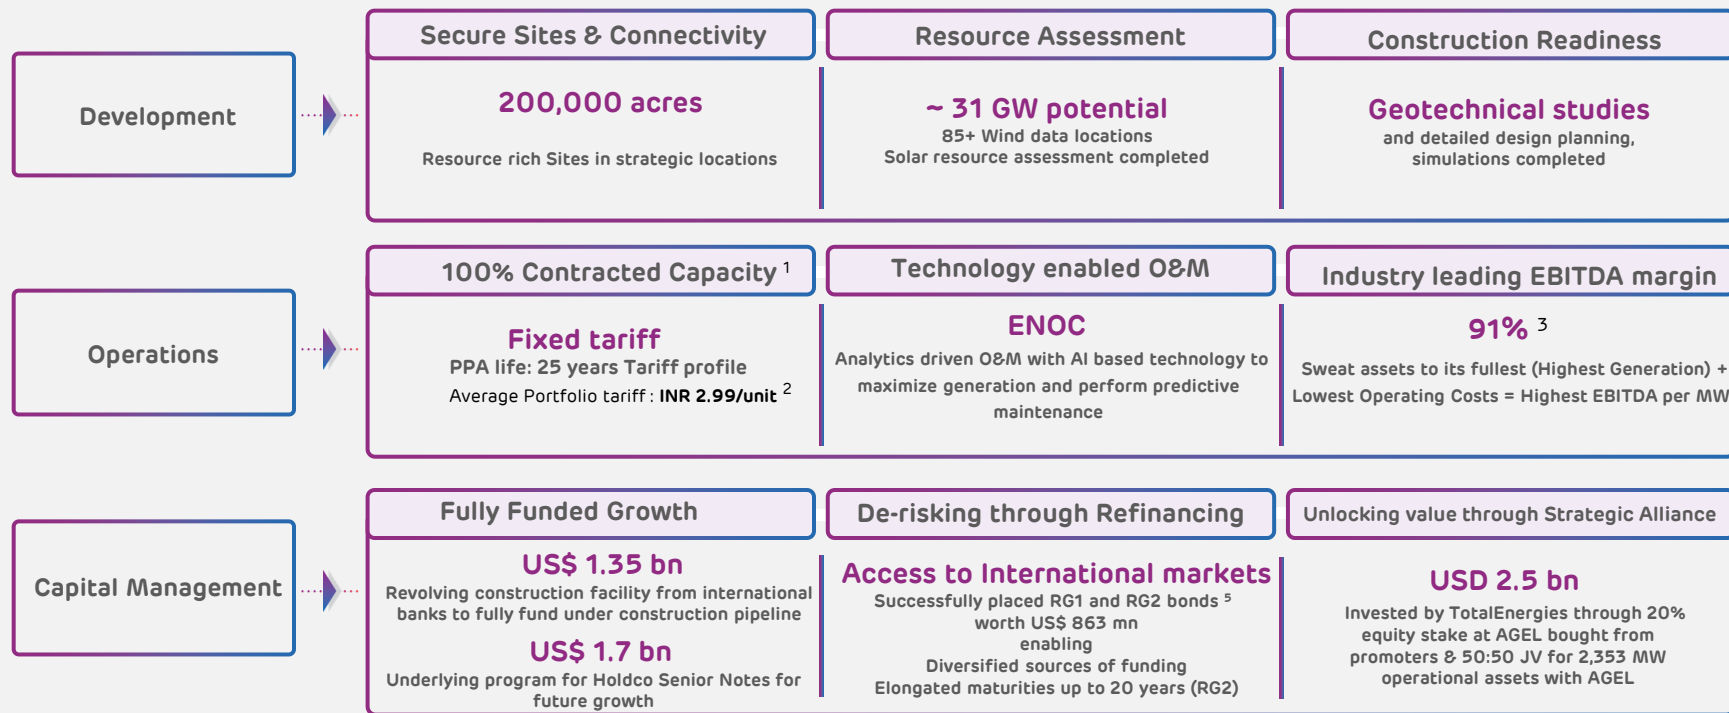 Development
Secure Sites & Connectivity
200,000 acres
Resource rich Sites in strategic locations
Resource Assessment
~ 31 GW potential
85+ Wind data locations
Solar resource assessment completed
Construction Readiness
Geotechnical studies
and detailed design planning,
simulations completed
Operations
100% Contracted Capacity 1
Fixed tariff
PPA life: 25 years Tariff profile
Average Portfolio tariff : INR 2.99/unit 2
Technology enabled O&M
ENOC
Analytics driven O&M with AI based technology to
maximize generation and perform predictive
maintenance
Industry leading EBITDA margin
91% 3
Sweat assets to its fullest (Highest Generation) +
Lowest Operating Costs = Highest EBITDA per MW
Capital Management
Fully Funded Growth
US$ 1.35 bn
Revolving construction facility from international
banks to fully fund under construction pipeline
US$ 1.7 bn
Underlying program for Holdco Senior Notes for
future growth
De-risking through Refinancing
Access to International markets
Successfully placed RG1 and RG2 bonds 5
worth US$ 863 mn
enabling
Diversified sources of funding
Elongated maturities up to 20 years (RG2)
Unlocking value through Strategic Alliance
USD 2.5 bn
Invested by TotalEnergies through 20%
equity stake at AGEL bought from
promoters & 50:50 JV for 2,353 MW
operational assets with AGEL